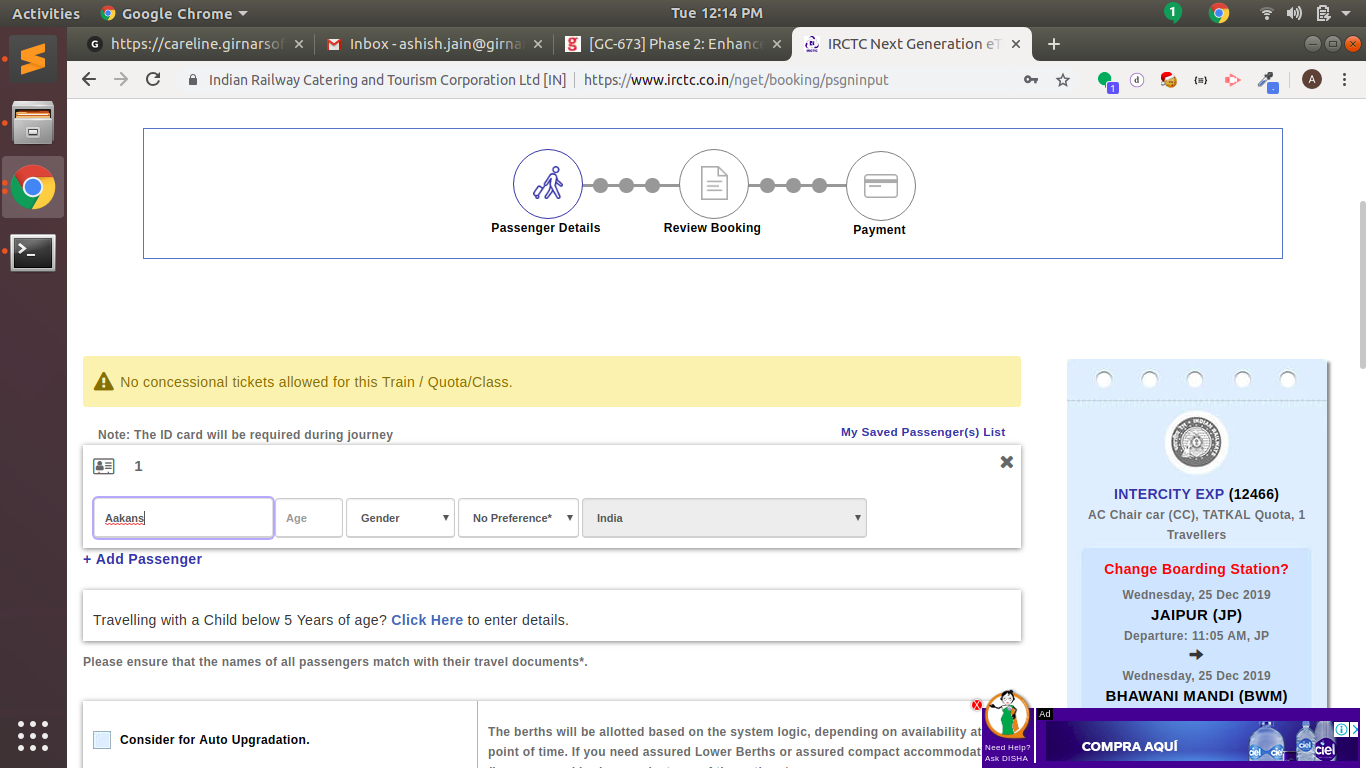 Activities
Google Chrome
Tue 12:14 PM
1
G https://careline.girnarsof
Inbox - ashish.jain@girna
[GC-673] Phase 2: Enhance
IRCTC Next Generation eT
Indian Railway Catering and Tourism Corporation Ltd [IN]
https://www.irctc.co.in/nget/booking/psgninput
1
d
A
Passenger Details
Review Booking
Payment
No concessional tickets allowed for this Train / Quota/Class.
Note: The ID card will be required during journey
My Saved Passenger(s) List
1
Aakans
Age
Gender
No Preference*
India
+ Add Passenger
Travelling with a Child below 5 Years of age? Click Here to enter details.
Please ensure that the names of all passengers match with their travel documents*.
Consider for Auto Upgradation.
The berths will be allotted based on the system logic, depending on availability at
point of time. If you need assured Lower Berths or assured compact accommodat
INTERCITY EXP (12466)
AC Chair car (CC), TATKAL Quota, 1
Travellers
Change Boarding Station?
Wednesday, 25 Dec 2019
JAIPUR (JP)
Departure: 11:05 AM, JP
Wednesday, 25 Dec 2019
BHAWANI MANDI (BWM)
X
Need Help?
Ask DISHA
Ad
COMPRA AQUÍ
ciel
ciel
ciel